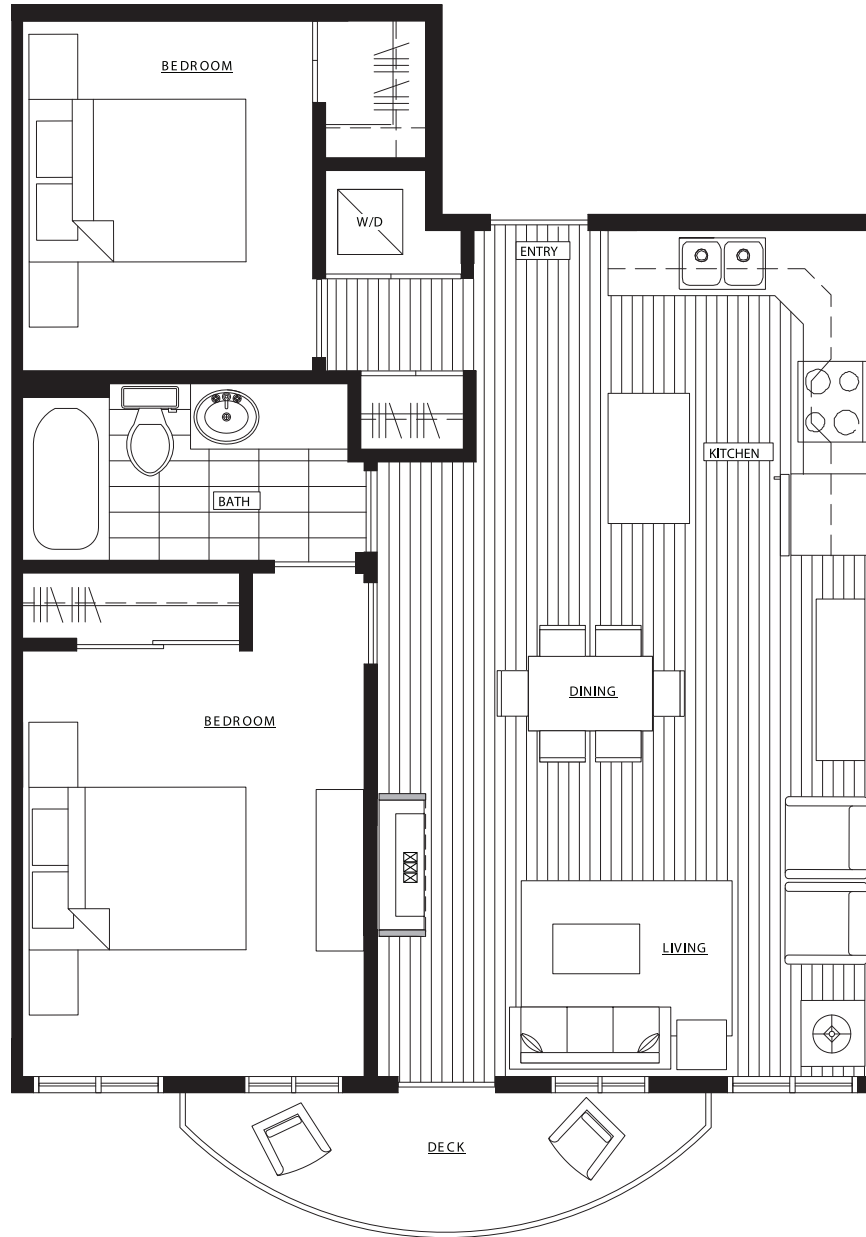 BEDROOM
W/D
ENTRY
KITCHEN
BATH
DINING
BEDROOM
LIVING
DECK